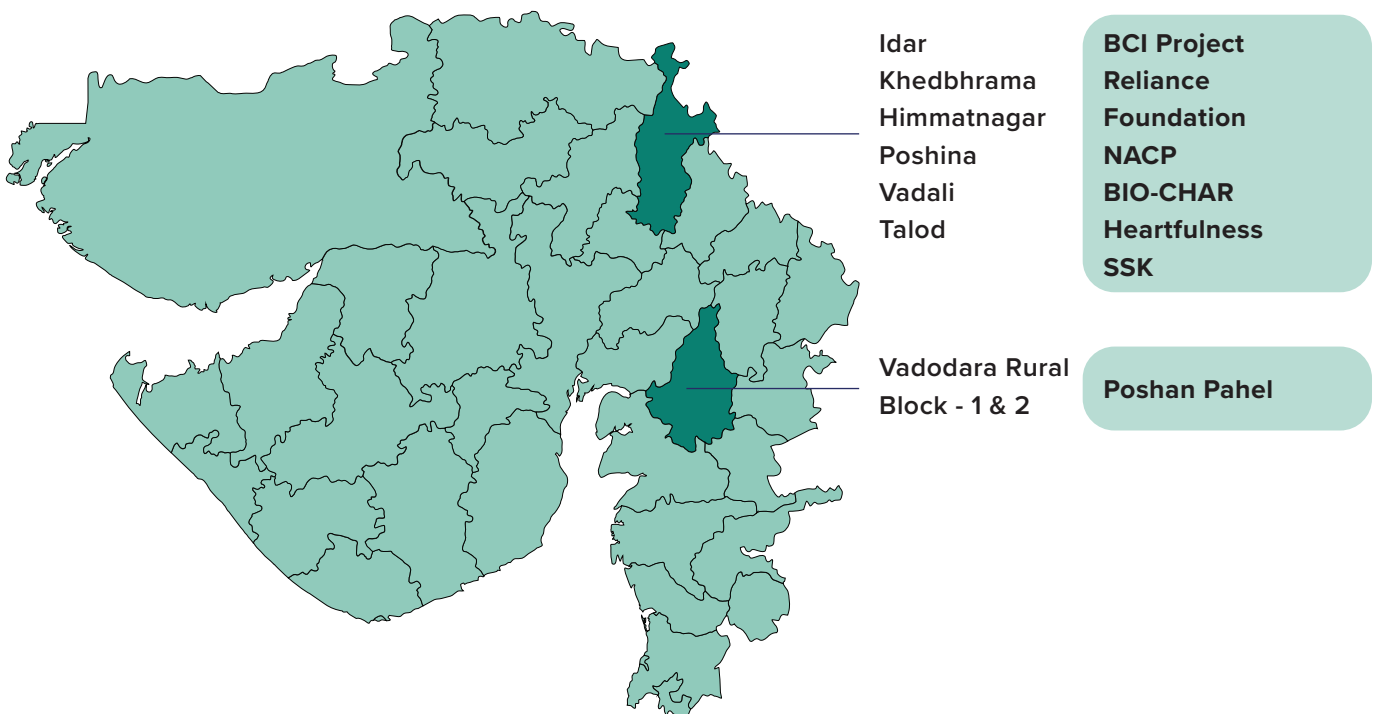 Idar
Khedbhrama
Himmatnagar
Poshina
Vadali
Talod
BCI Project
Reliance
Foundation
NACP
BIO-CHAR
Heartfulness
SSK
Vadodara Rural
Block - 1 & 2
Poshan Pahel